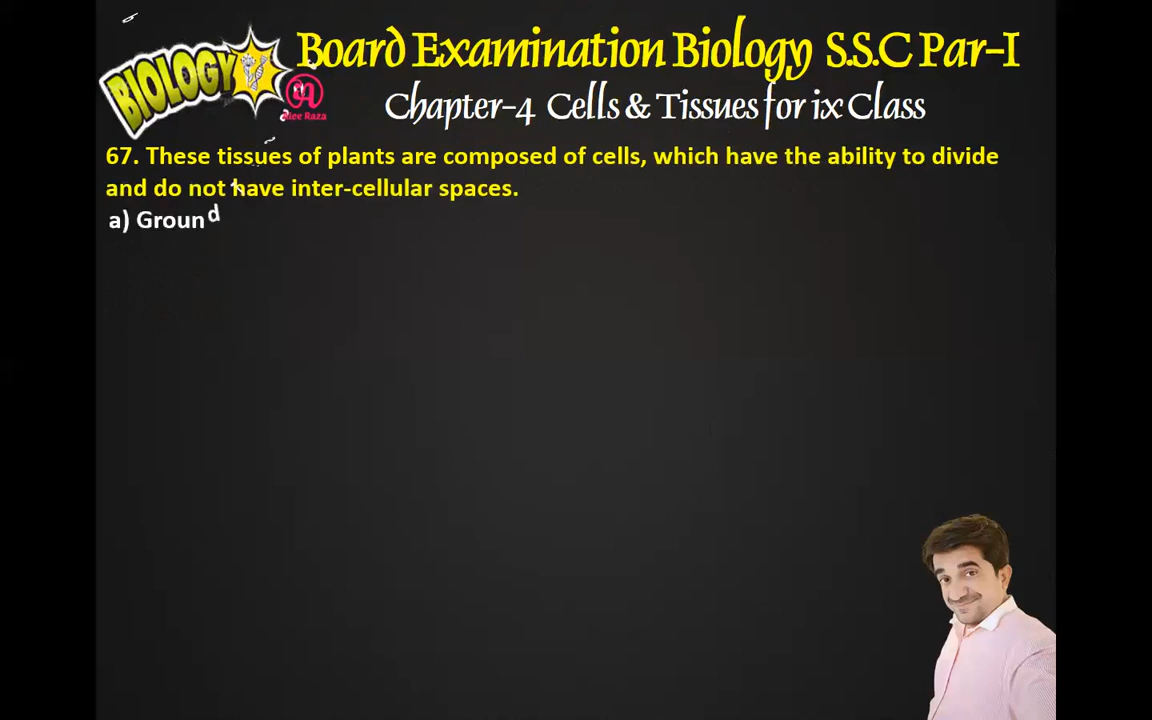 BIOLOGY
Board Examination Biology S.S.C Par-I
Chapter-4 Cells & Tissues for ix Class
Raza
67. These tissues of plants are composed of cells, which have the ability to divide
and do not have inter-cellular spaces.
a) Ground